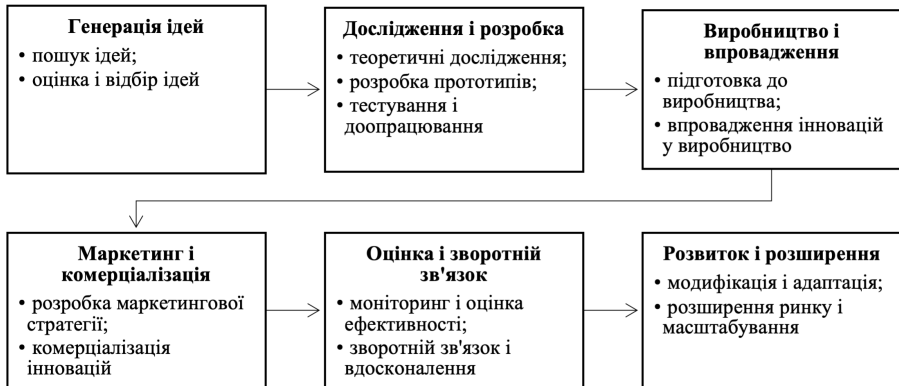 Генерація ідей
• пошук ідей;
• оцінка і відбір ідей
Дослідження і розробка
• теоретичні дослідження;
• розробка прототипів;
• тестування і
доопрацювання
Виробництво і
впровадження
• підготовка до
виробництва;
• впровадження інновацій
у виробництво
Маркетинг і
комерціалізація
• розробка маркетингової
стратегії;
• комерціалізація
інновацій
Оцінка і зворотній
зв'язок
• моніторинг і оцінка
ефективності;
• зворотній зв'язок і
вдосконалення
Розвиток і розширення
• модифікація і адаптація;
• розширення ринку і
масштабування